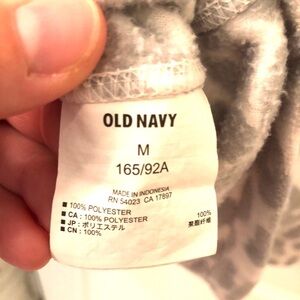 OLD NAVY
M
165/92A
MADE IN INDONESIA
RN 54023 CA 17897
■ 100% POLYESTER
■ CA : 100% POLYESTER
■ JP : ポリエステル 100%
■ CN : 100% 聚酯纤维